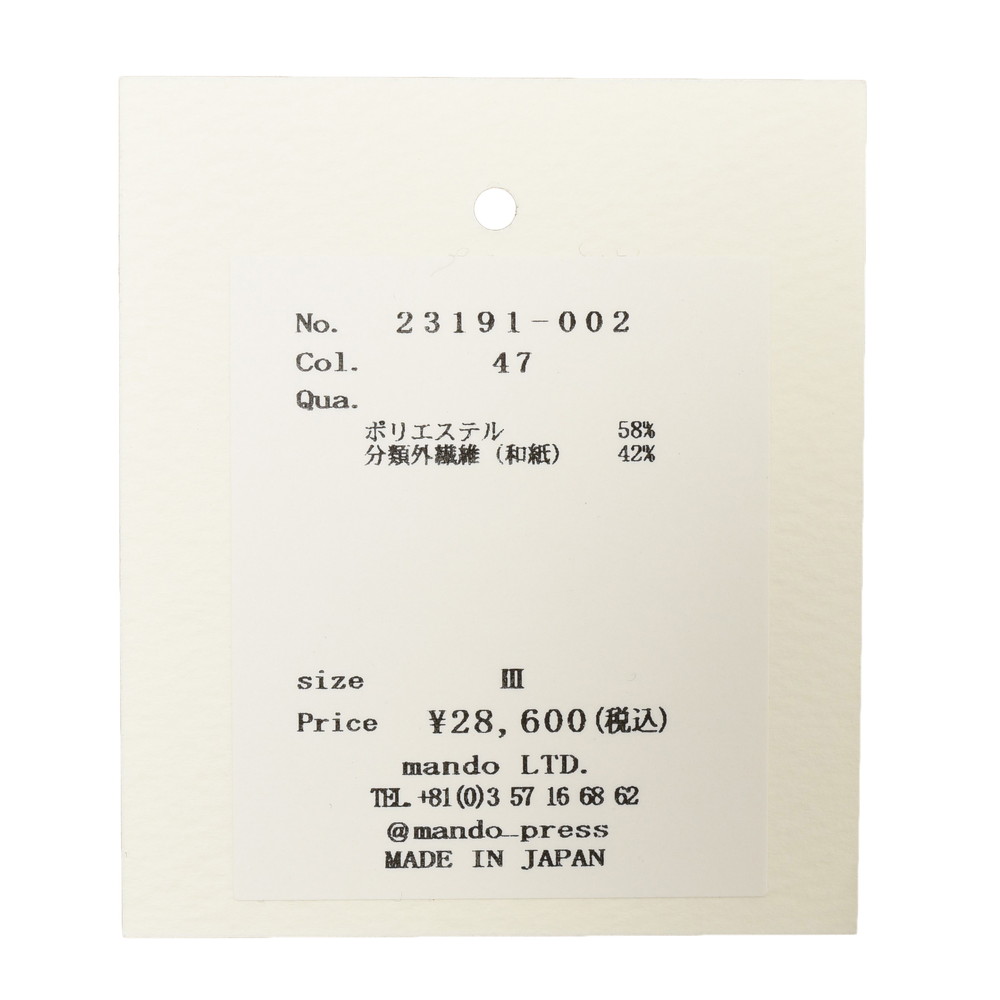 No. 23191-002
Col. 47
Qua.
ポリエステル 58%
分類外繊維（和紙） 42%
size Ⅲ
Price ¥28,600(税込)
mando LTD.
TEL. +81(0)3 57 16 68 62
@mando_press
MADE IN JAPAN